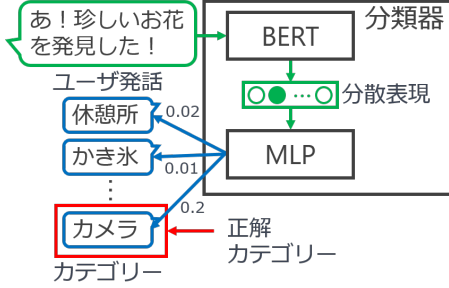 あ！珍しいお花
を発見した！
ユーザ発話
分類器
BERT
…
分散表現
MLP
休憩所
0.02
かき氷
0.01
…
0.2
カメラ
カテゴリー
正解
カテゴリー